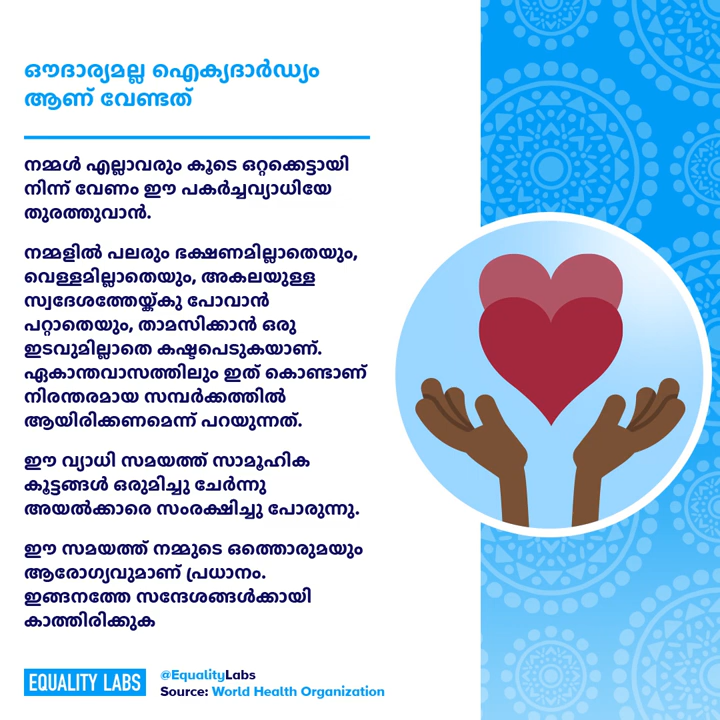 ഔദാര്യമല്ല ഐക്യദാർഡ്യം
ആണ് വേണ്ടത്
നമ്മൾ എല്ലാവരും കൂടെ ഒറ്റക്കെട്ടായി
നിന്ന് വേണം ഈ പകർച്ചവ്യാധിയേ
തുരത്തുവാൻ.
നമ്മളിൽ പലരും ഭക്ഷണമില്ലാതെയും,
വെള്ളമില്ലാതെയും, അകലയുള്ള
സ്വദേശത്തേയ്ക്കു പോവാൻ
പറ്റാതെയും, താമസിക്കാൻ ഒരു
ഇടവുമില്ലാതെ കഷ്ടപെടുകയാണ്.
ഏകാന്തവാസത്തിലും ഇത് കൊണ്ടാണ്
നിരന്തരമായ സമ്പർക്കത്തിൽ
ആയിരിക്കണമെന്ന് പറയുന്നത്.
ഈ വ്യാധി സമയത്ത് സാമൂഹിക
കൂട്ടങ്ങൾ ഒരുമിച്ചു ചേർന്നു
അയൽക്കാരെ സംരക്ഷിച്ചു പോരുന്നു.
ഈ സമയത്ത് നമ്മുടെ ഒത്തൊരുമയും
ആരോഗ്യവുമാണ് പ്രധാനം.
ഇങ്ങനത്തേ സന്ദേശങ്ങൾക്കായി
കാത്തിരിക്കുക
EQUALITY LABS
@EqualityLabs
Source: World Health Organization